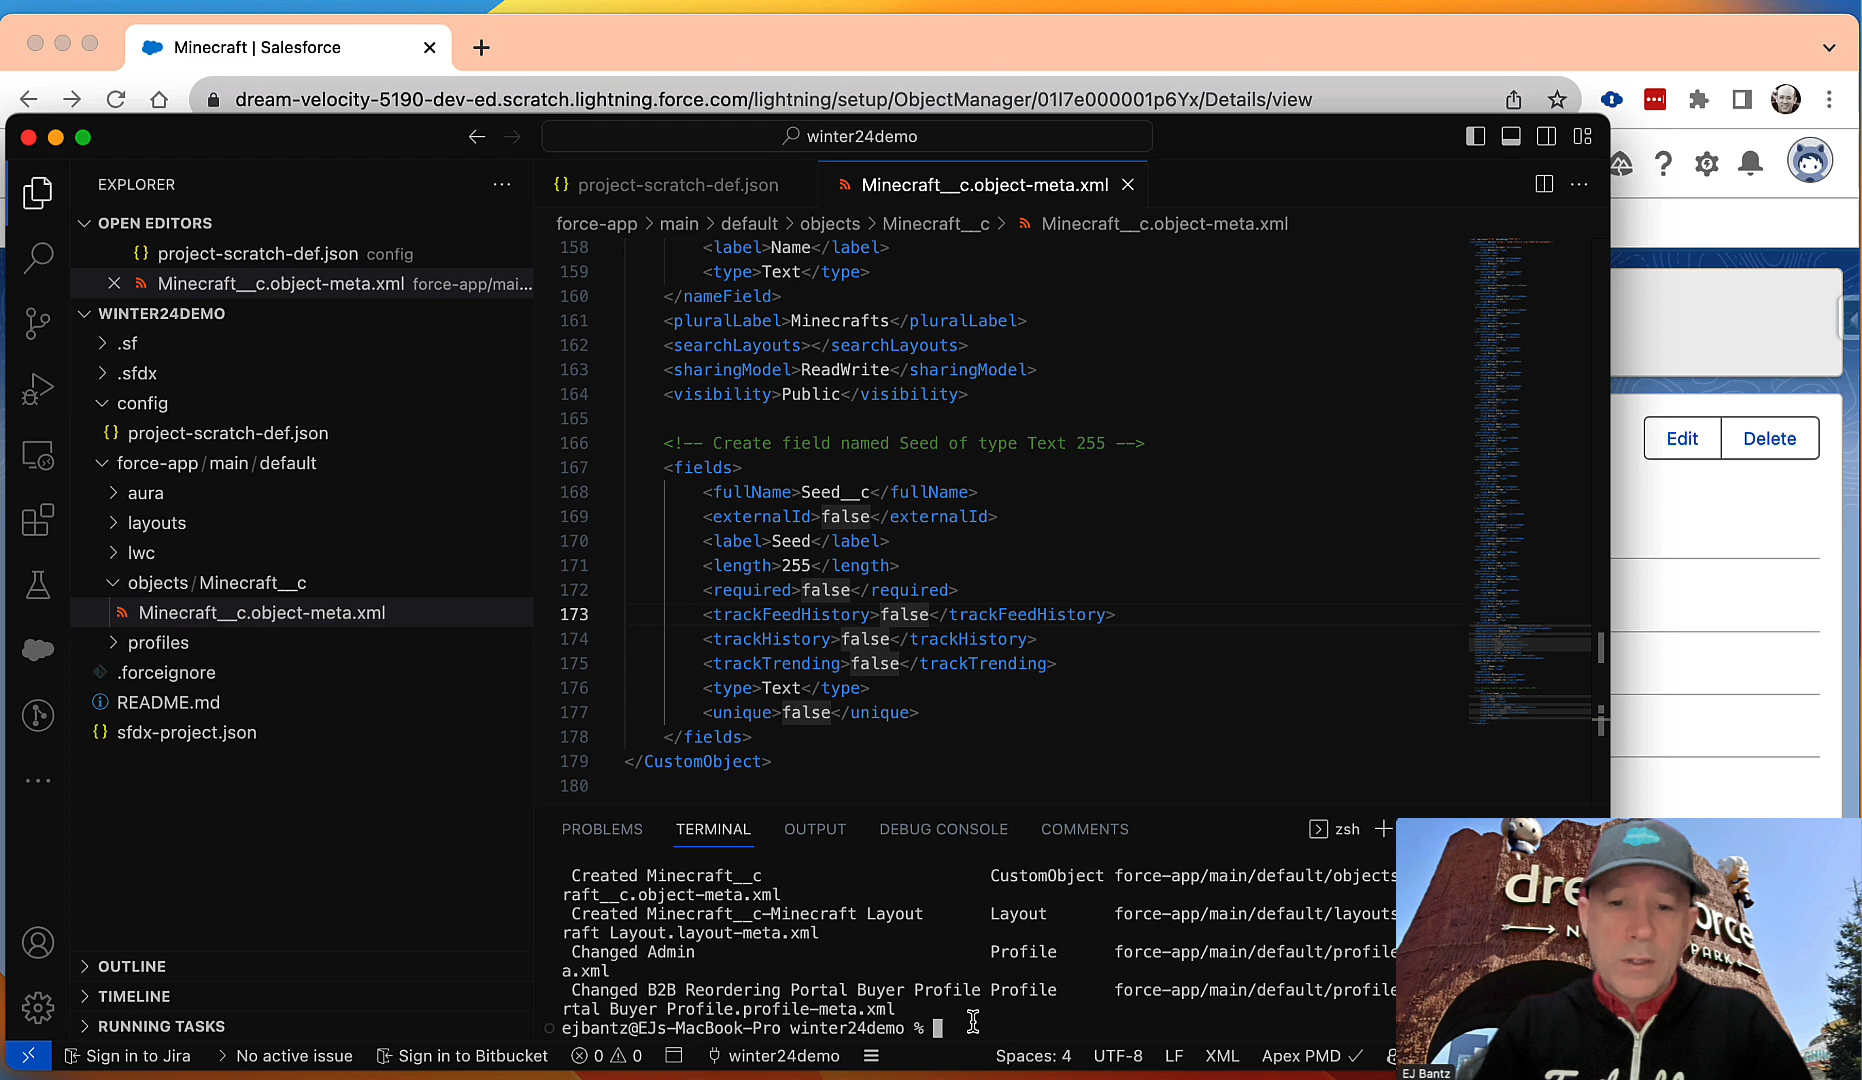 Minecraft | Salesforce
dream-velocity-5190-dev-ed.scratch.lightning.force.com/lightning/setup/ObjectManager/01I7e000001p6Yx/Details/view
winter24demo
EXPLORER
OPEN EDITORS
{} project-scratch-def.json config
Minecraft__c.object-meta.xml force-app/mai...
WINTER24DEMO
.sf
.sfdx
config
{} project-scratch-def.json
force-app/main/default
aura
layouts
lwc
objects/Minecraft__c
Minecraft__c.object-meta.xml
profiles
.forceignore
README.md
{} sfdx-project.json
OUTLINE
TIMELINE
RUNNING TASKS
{} project-scratch-def.json
Minecraft__c.object-meta.xml
force-app > main > default > objects > Minecraft__c > Minecraft__c.object-meta.xml
158 <label>Name</label>
159 <type>Text</type>
160 </nameField>
161 <pluralLabel>Minecrafts</pluralLabel>
162 <searchLayouts></searchLayouts>
163 <sharingModel>ReadWrite</sharingModel>
164 <visibility>Public</visibility>
165
166 <!-- Create field named Seed of type Text 255 -->
167 <fields>
168 <fullName>Seed__c</fullName>
169 <externalId>false</externalId>
170 <label>Seed</label>
171 <length>255</length>
172 <required>false</required>
173 <trackFeedHistory>false</trackFeedHistory>
174 <trackHistory>false</trackHistory>
175 <trackTrending>false</trackTrending>
176 <type>Text</type>
177 <unique>false</unique>
178 </fields>
179 </CustomObject>
180
PROBLEMS TERMINAL OUTPUT DEBUG CONSOLE COMMENTS
zsh
Created Minecraft__c CustomObject force-app/main/default/objects
raft__c.object-meta.xml
Created Minecraft__c-Minecraft Layout Layout force-app/main/default/layouts
raft Layout.layout-meta.xml
Changed Admin Profile force-app/main/default/profile
a.xml
Changed B2B Reordering Portal Buyer Profile Profile force-app/main/default/profile
rtal Buyer Profile.profile-meta.xml
ejbantz@EJs-MacBook-Pro winter24demo %
Sign in to Jira No active issue Sign in to Bitbucket 0 0 winter24demo Spaces: 4 UTF-8 LF XML Apex PMD
Edit Delete
EJ Bantz